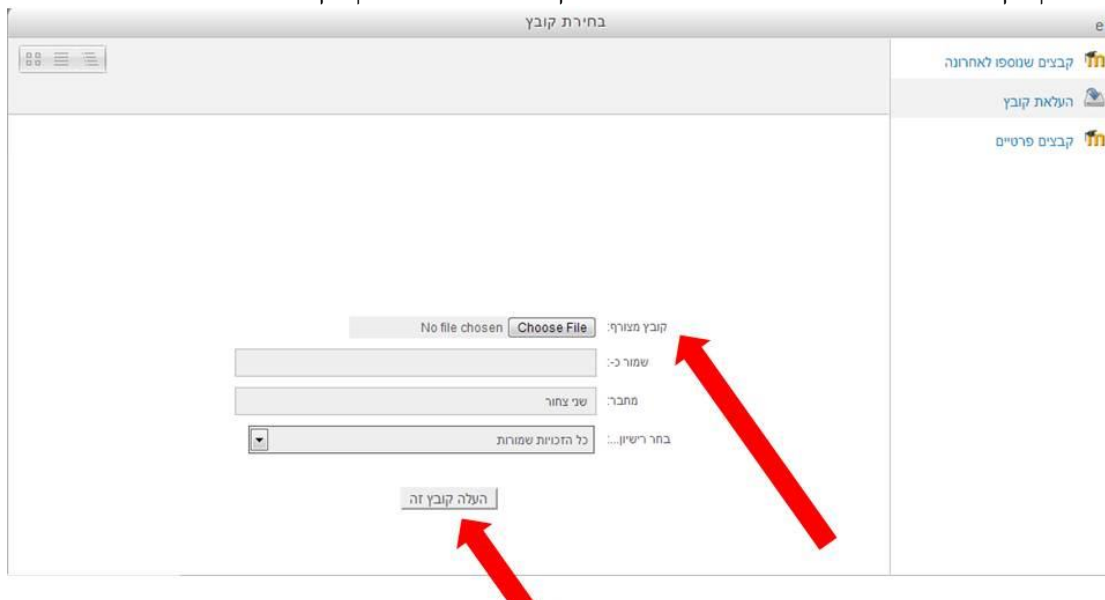 בחירת קובץ
e
קבצים שנוספו לאחרונה
העלאת קובץ
קבצים פרטיים
קובץ מצורף: Choose File No file chosen
שמור כ-:
מחבר: שני צחור
בחר רישיון...: כל הזכויות שמורות
העלה קובץ זה